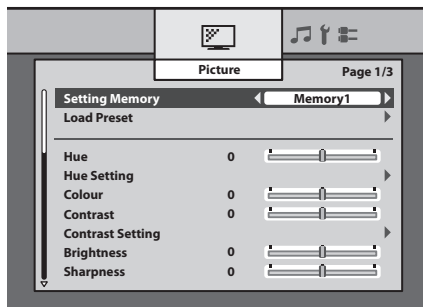 Picture
Page 1/3
Setting Memory Memory1
Load Preset
Hue 0
Hue Setting
Colour 0
Contrast 0
Contrast Setting
Brightness 0
Sharpness 0